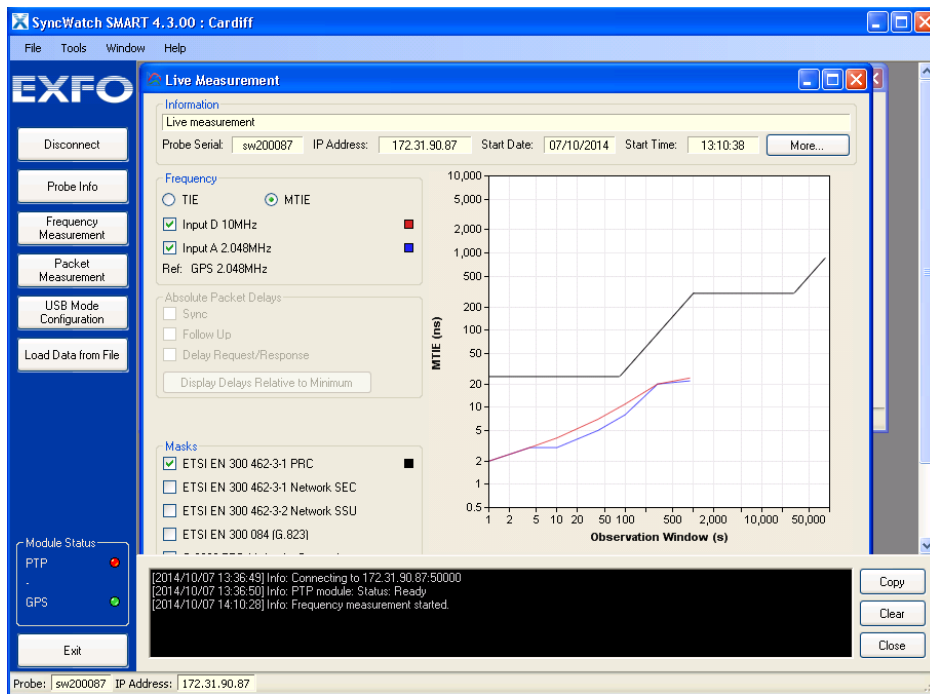 SyncWatch SMART 4.3.00 : Cardiff
File Tools Window Help
EXFO
Disconnect
Probe Info
Frequency
Measurement
Packet
Measurement
USB Mode
Configuration
Load Data from File
Module Status
PTP
-
GPS
Exit
Live Measurement
Information
Live measurement
Probe Serial: sw200087 IP Address: 172.31.90.87 Start Date: 07/10/2014 Start Time: 13:10:38 More...
Frequency
TIE MTIE
Input D 10MHz
Input A 2.048MHz
Ref: GPS 2.048MHz
Absolute Packet Delays
Sync
Follow Up
Delay Request/Response
Display Delays Relative to Minimum
Masks
ETSI EN 300 462-3-1 PRC
ETSI EN 300 462-3-1 Network SEC
ETSI EN 300 462-3-2 Network SSU
ETSI EN 300 084 (G.823)
MTIE (ns)
10,000
5,000
2,000
1,000
500
200
100
50
20
10
5
2
1
0.5
1 2 5 10 20 50 100 500 2,000 10,000 50,000
Observation Window (s)
[2014/10/07 13:36:49] Info: Connecting to 172.31.90.87:50000
[2014/10/07 13:36:50] Info: PTP module: Status: Ready
[2014/10/07 14:10:28] Info: Frequency measurement started.
Copy
Clear
Close
Probe: sw200087 IP Address: 172.31.90.87